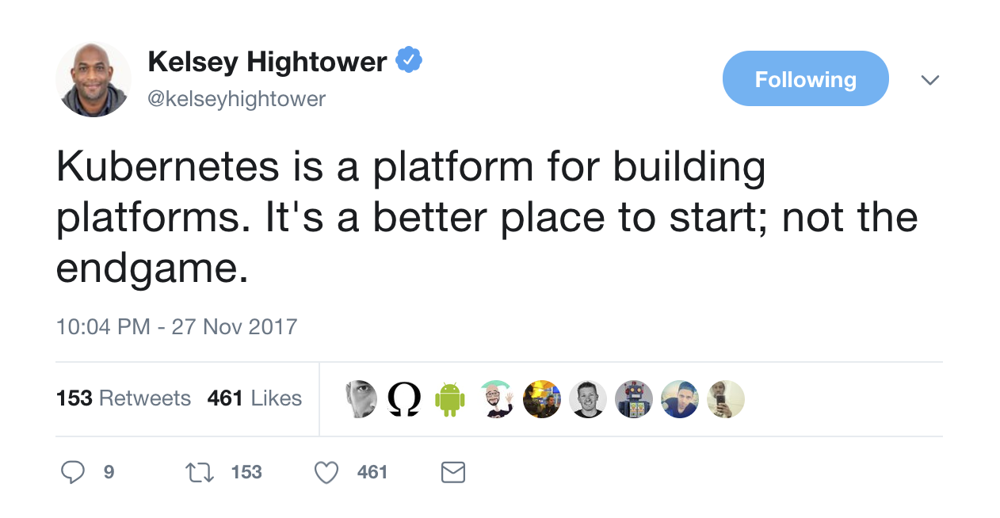 Kelsey Hightower
@kelseyhightower
Following
Kubernetes is a platform for building
platforms. It's a better place to start; not the
endgame.
10:04 PM - 27 Nov 2017
153 Retweets 461 Likes
Ω
9 153 461